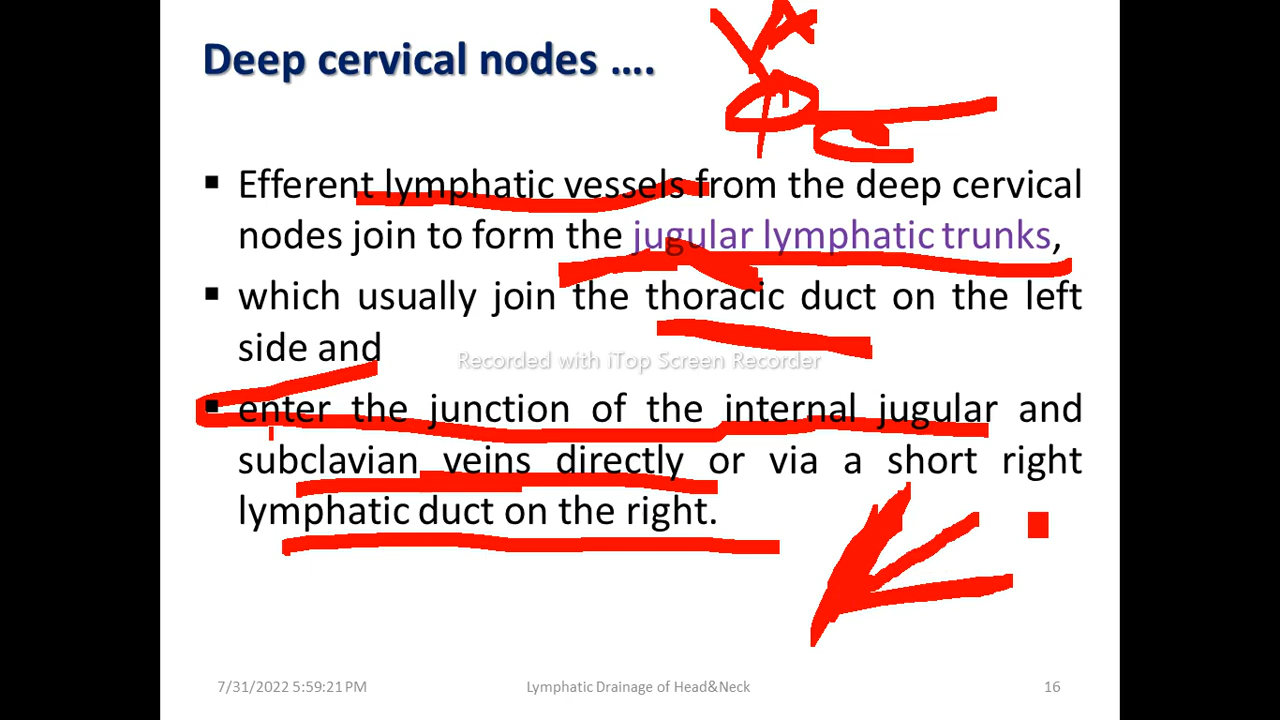 Deep cervical nodes ....
▪ Efferent lymphatic vessels from the deep cervical
nodes join to form the jugular lymphatic trunks,
▪ which usually join the thoracic duct on the left
side and
Recorded with iTop Screen Recorder
▪ enter the junction of the internal jugular and
subclavian veins directly or via a short right
lymphatic duct on the right.
7/31/2022 5:59:21 PM Lymphatic Drainage of Head&Neck 16